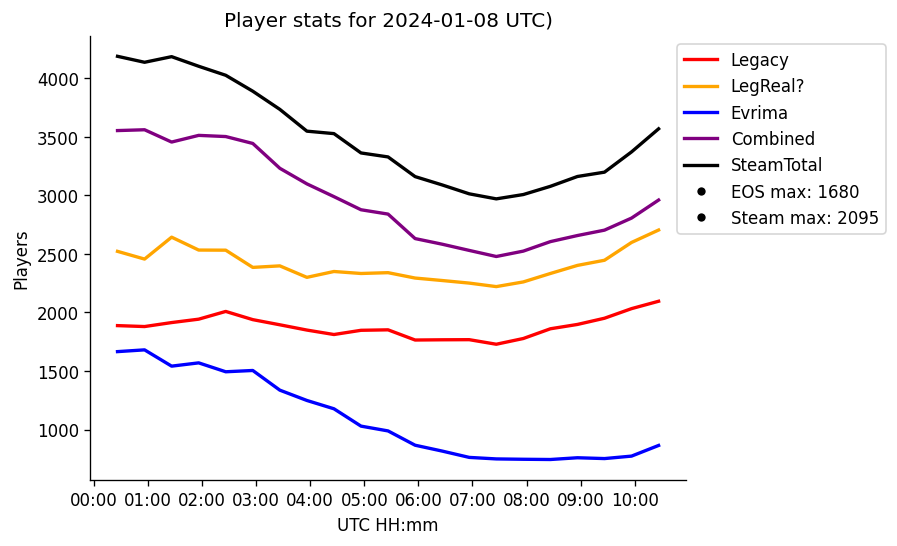 Player stats for 2024-01-08 UTC)
Players
4000
3500
3000
2500
2000
1500
1000
00:00 01:00 02:00 03:00 04:00 05:00 06:00 07:00 08:00 09:00 10:00
UTC HH:mm
Legacy
LegReal?
Evrima
Combined
SteamTotal
EOS max: 1680
Steam max: 2095